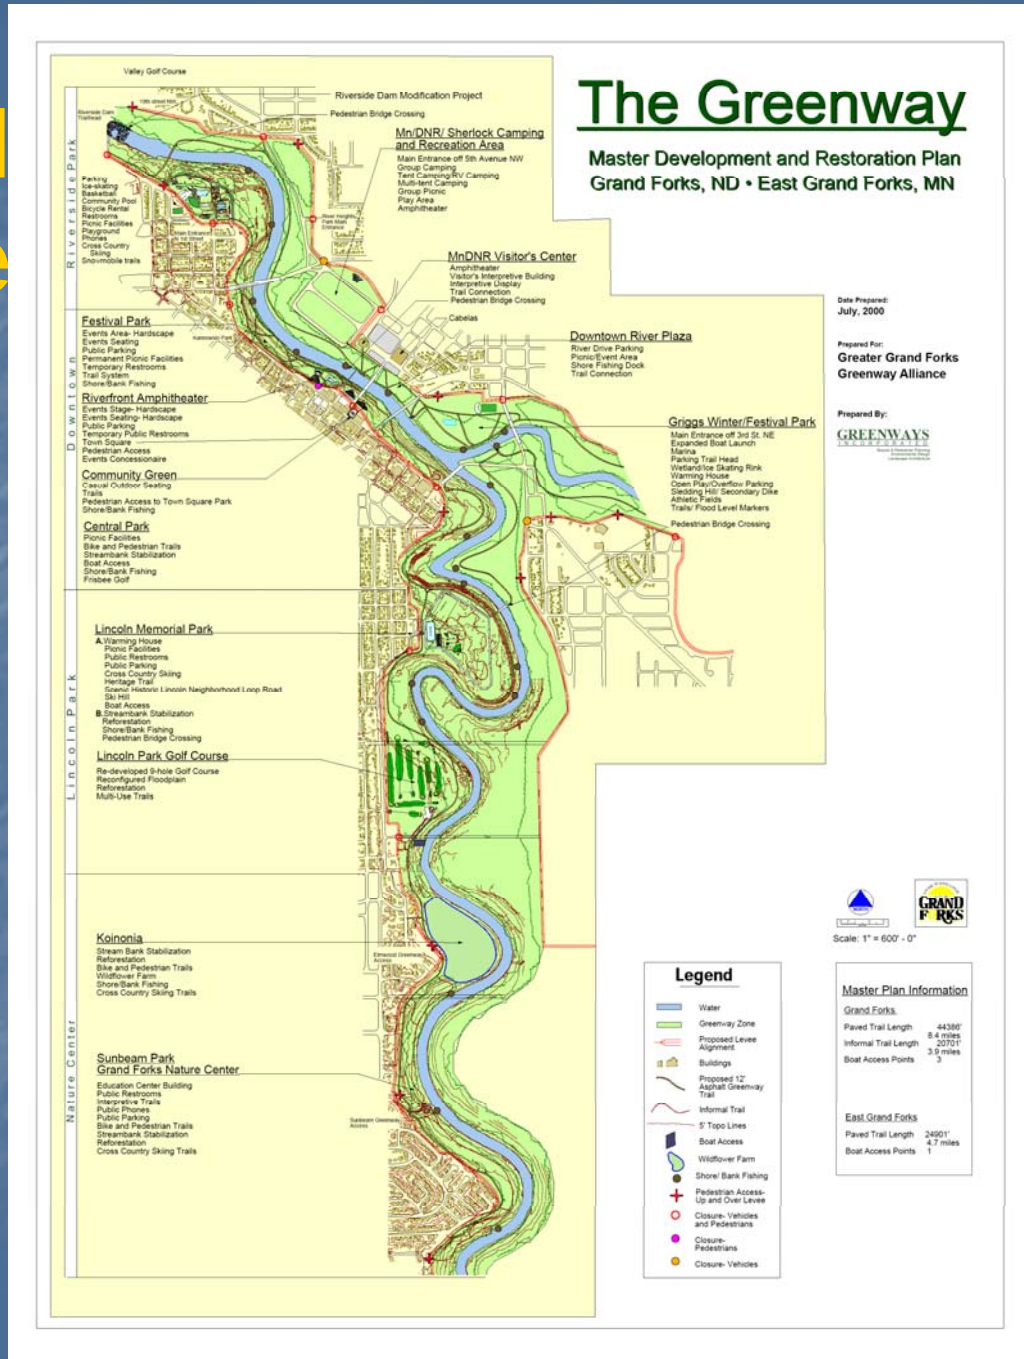 The Greenway
Master Development and Restoration Plan
Grand Forks, ND • East Grand Forks, MN
Valley Golf Course
Riverside Dam
Trailhead
Riverside Dam Modification Project
Pedestrian Bridge Crossing
Mn/DNR/ Sherlock Camping
and Recreation Area
Main Entrance off 5th Avenue NW
Group Camping
Tent Camping/RV Camping
Multi-tent Camping
Group Picnic
Play Area
Amphitheater
Riverside Park
Parking
Ice-skating
Basketball
Community Pool
Bicycle Rental
Restrooms
Picnic Facilities
Playground
Phones
Cross Country
Skiing
Snowmobile trails
Main Entrance
At 1st Street
River Heights
Park Main
Entrance
MnDNR Visitor's Center
Amphitheater
Visitor's Interpretive Building
Interpretive Display
Trail Connection
Pedestrian Bridge Crossing
Cabelas
Date Prepared:
July, 2000
Prepared For:
Greater Grand Forks
Greenway Alliance
Prepared By:
GREENWAYS
INCORPORATED
Downtown
Festival Park
Events Area- Hardscape
Events Seating
Public Parking
Permanent Picnic Facilities
Temporary Restrooms
Trail System
Shore/Bank Fishing
Riverfront Amphitheater
Events Stage- Hardscape
Events Seating- Hardscape
Public Parking
Temporary Public Restrooms
Town Square
Pedestrian Access
Events Concessionaire
Community Green
Casual Outdoor Seating
Trails
Pedestrian Access to Town Square Park
Shore/Bank Fishing
Central Park
Picnic Facilities
Bike and Pedestrian Trails
Streambank Stabilization
Boat Access
Shore/Bank Fishing
Frisbee Golf
Downtown River Plaza
River Drive Parking
Picnic/Event Area
Shore Fishing Dock
Trail Connection
Griggs Winter/Festival Park
Main Entrance off 3rd St. NE
Expanded Boat Launch
Marina
Parking Trail Head
Wetland/Ice Skating Rink
Warming House
Open Play/Overflow Parking
Sledding Hill/ Secondary Dike
Athletic Fields
Trails/ Flood Level Markers
Pedestrian Bridge Crossing
Lincoln Park
Lincoln Memorial Park
A.Warming House
Picnic Facilities
Public Restrooms
Public Parking
Cross Country Skiing
Heritage Trail
Scenic Historic Lincoln Neighborhood Loop Road
Ski Hill
Boat Access
B.Streambank Stabilization
Reforestation
Shore/Bank Fishing
Pedestrian Bridge Crossing
Lincoln Park Golf Course
Re-developed 9-hole Golf Course
Reconfigured Floodplain
Reforestation
Multi-Use Trails
Nature Center
Koinonia
Stream Bank Stabilization
Reforestation
Bike and Pedestrian Trails
Wildflower Farm
Shore/Bank Fishing
Cross Country Skiing Trails
Elmwood Greenway
Access
Sunbeam Park
Grand Forks Nature Center
Education Center Building
Public Restrooms
Interpretive Trails
Public Phones
Public Parking
Bike and Pedestrian Trails
Streambank Stabilization
Reforestation
Cross Country Skiing Trails
Sunbeam Greenway
Access
GRAND
FORKS
Scale: 1" = 600' - 0"
Legend
Water
Greenway Zone
Proposed Levee
Alignment
Buildings
Proposed 12'
Asphalt Greenway
Trail
Informal Trail
5' Topo Lines
Boat Access
Wildflower Farm
Shore/ Bank Fishing
Pedestrian Access-
Up and Over Levee
Closure- Vehicles
and Pedestrians
Closure-
Pedestrians
Closure- Vehicles
Master Plan Information
Grand Forks
Paved Trail Length 44386'
8.4 miles
Informal Trail Length 20701'
3.9 miles
Boat Access Points 3
East Grand Forks
Paved Trail Length 24901'
4.7 miles
Boat Access Points 1